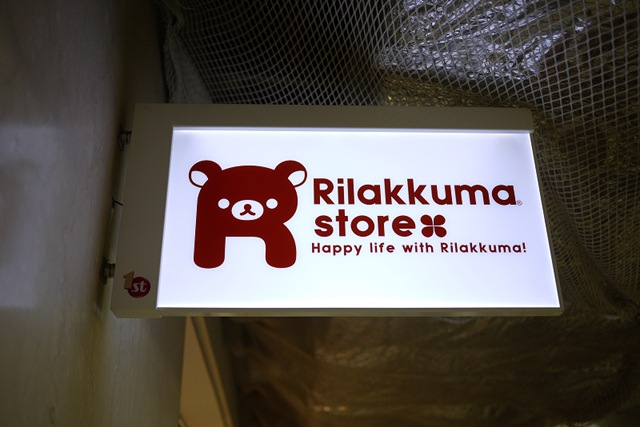 Rilakkuma®
store
Happy life with Rilakkuma!
1st